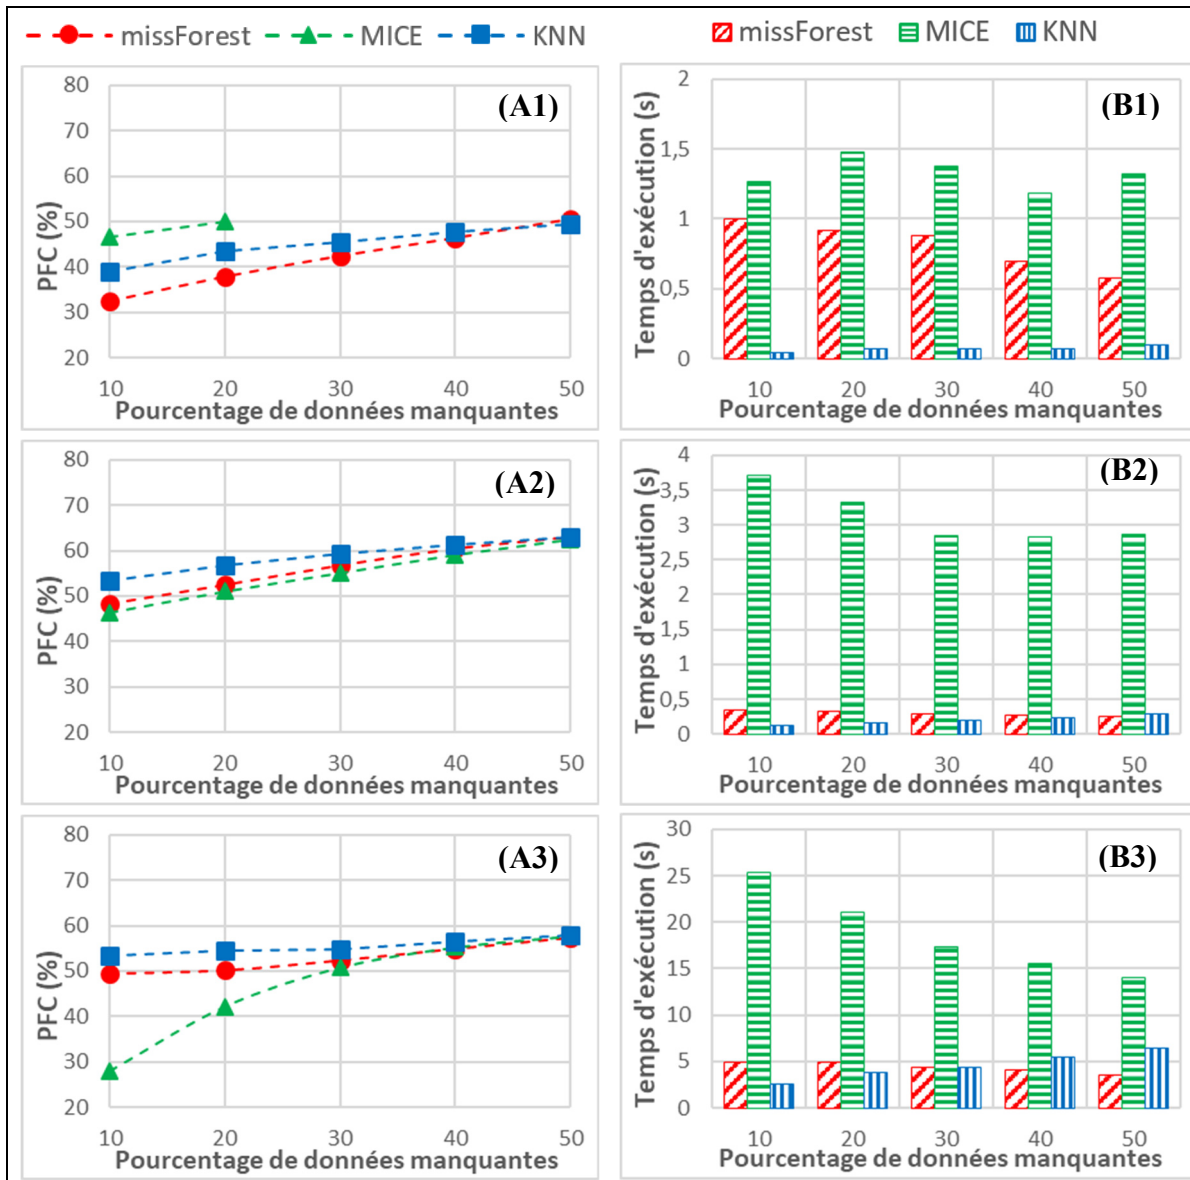 missForest MICE KNN
missForest MICE KNN
(A1)
PFC (%)
80
70
60
50
40
30
20
10 20 30 40 50
Pourcentage de données manquantes
(B1)
Temps d'exécution (s)
2
1,5
1
0,5
0
10 20 30 40 50
Pourcentage de données manquantes
(A2)
PFC (%)
80
70
60
50
40
30
20
10 20 30 40 50
Pourcentage de données manquantes
(B2)
Temps d'exécution (s)
4
3,5
3
2,5
2
1,5
1
0,5
0
10 20 30 40 50
Pourcentage de données manquantes
(A3)
PFC (%)
80
70
60
50
40
30
20
10 20 30 40 50
Pourcentage de données manquantes
(B3)
Temps d'exécution (s)
30
25
20
15
10
5
0
10 20 30 40 50
Pourcentage de données manquantes